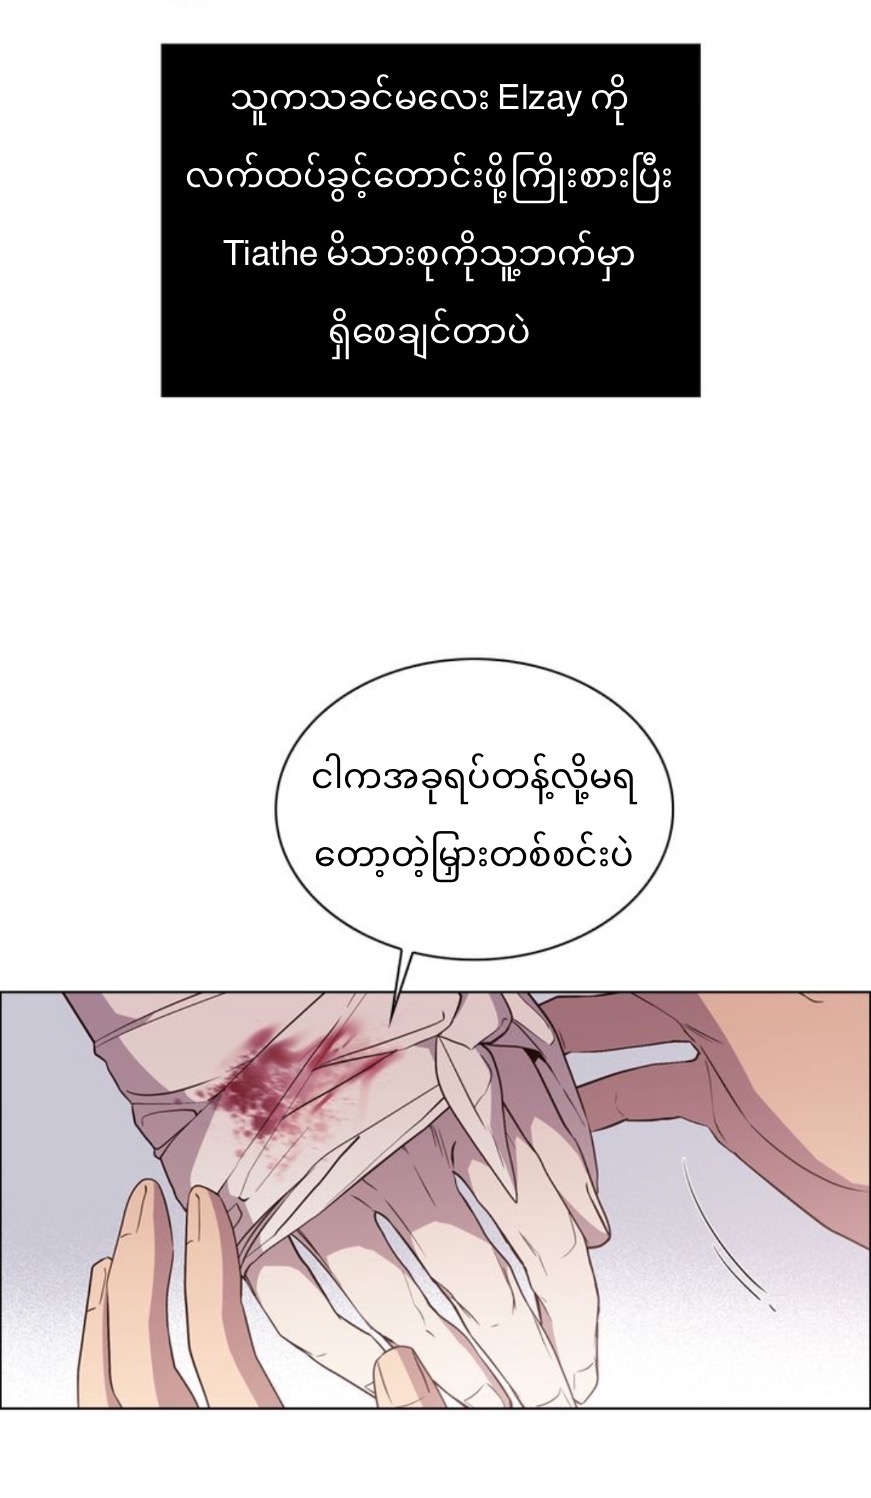 သူကသခင်မလေး Elzay ကို
လက်ထပ်ခွင့်တောင်းဖို့ကြိုးစားပြီး
Tiathe မိသားစုကိုသူ့ဘက်မှာ
ရှိစေချင်တာပဲ
ငါကအခုရပ်တန့်လို့မရ
တော့တဲ့မြှားတစ်စင်းပဲ